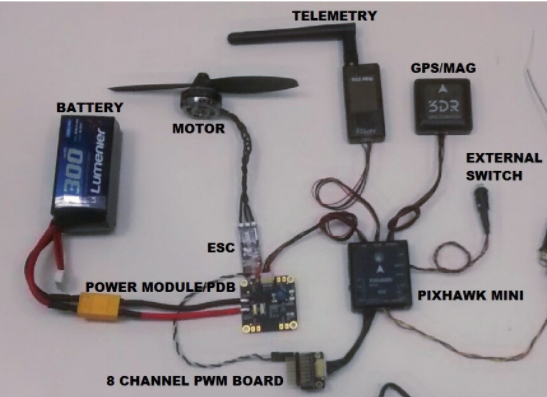 TELEMETRY
GPS/MAG
3DR
BATTERY
MOTOR
Lumenier
300
EXTERNAL
SWITCH
ESC
POWER MODULE/PDB
PIXHAWK MINI
8 CHANNEL PWM BOARD